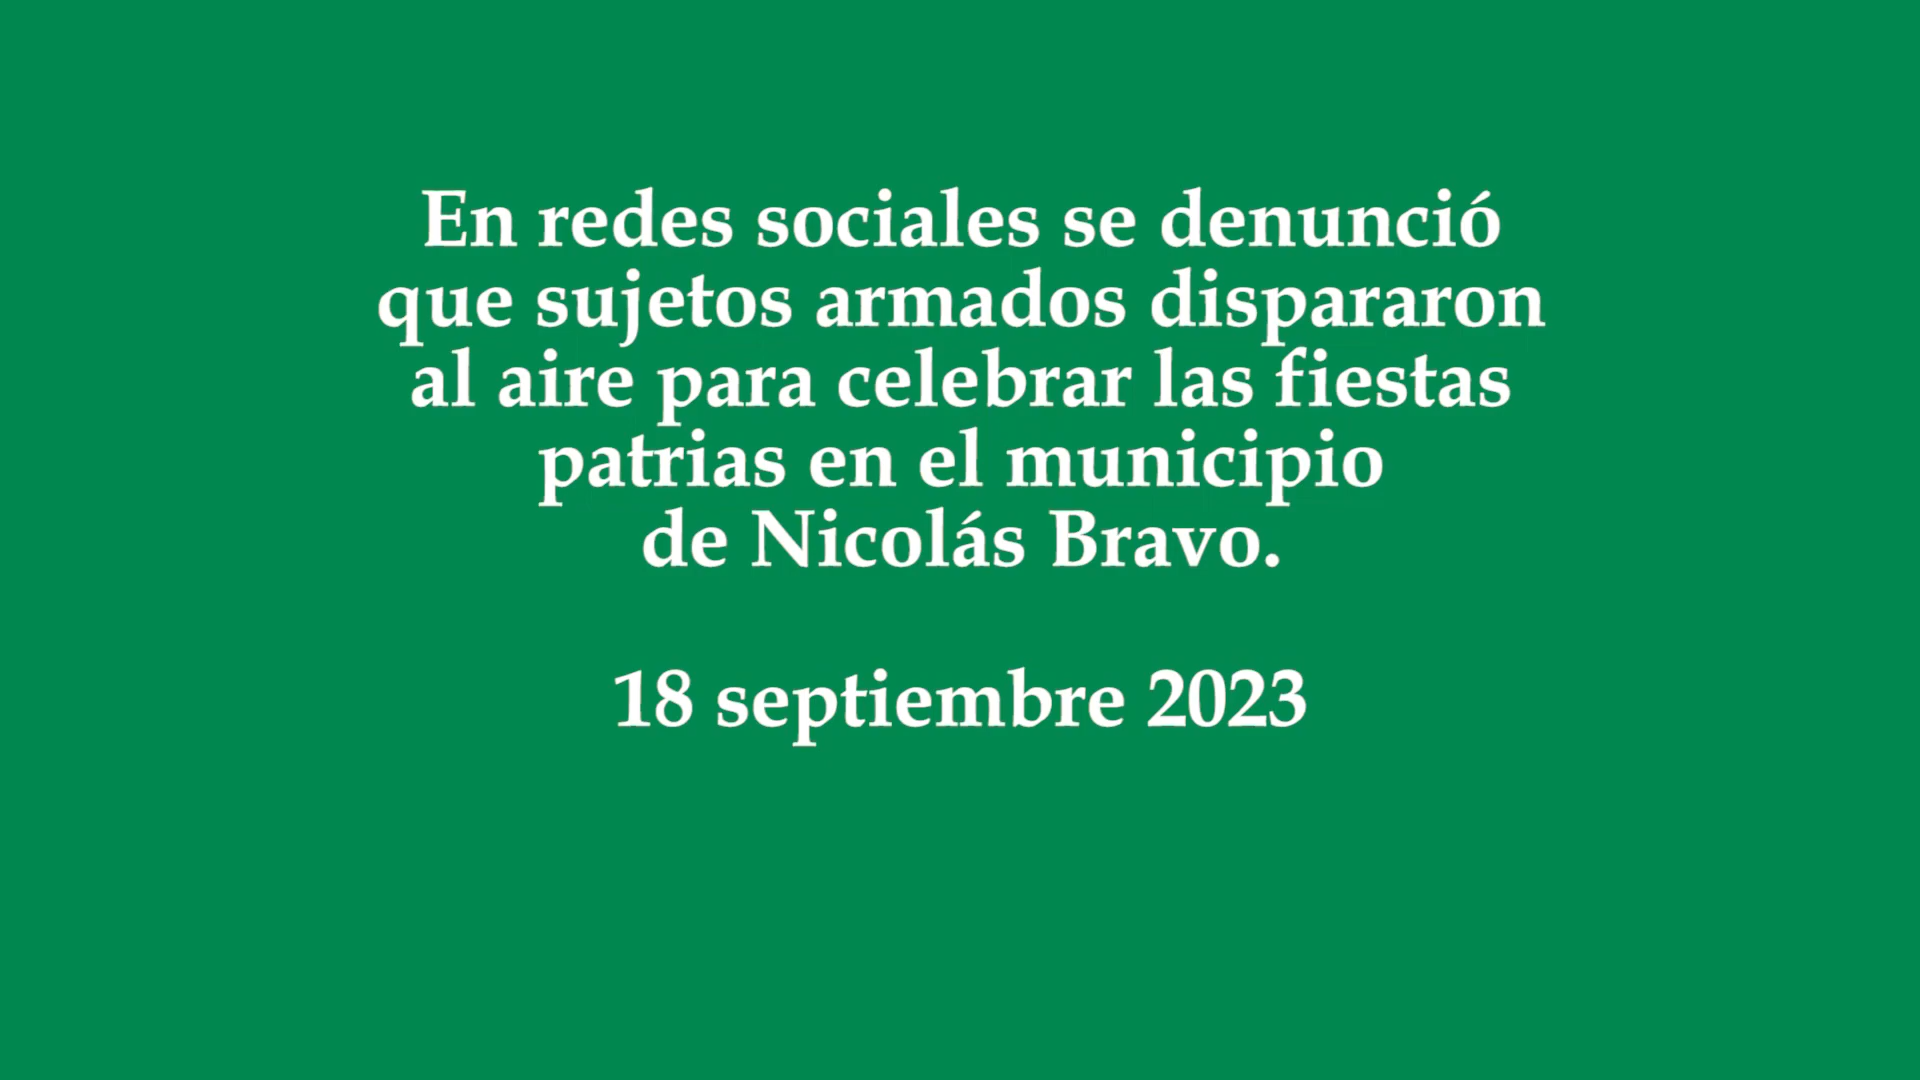 En redes sociales se denunció
que sujetos armados dispararon
al aire para celebrar las fiestas
patrias en el municipio
de Nicolás Bravo.
18 septiembre 2023